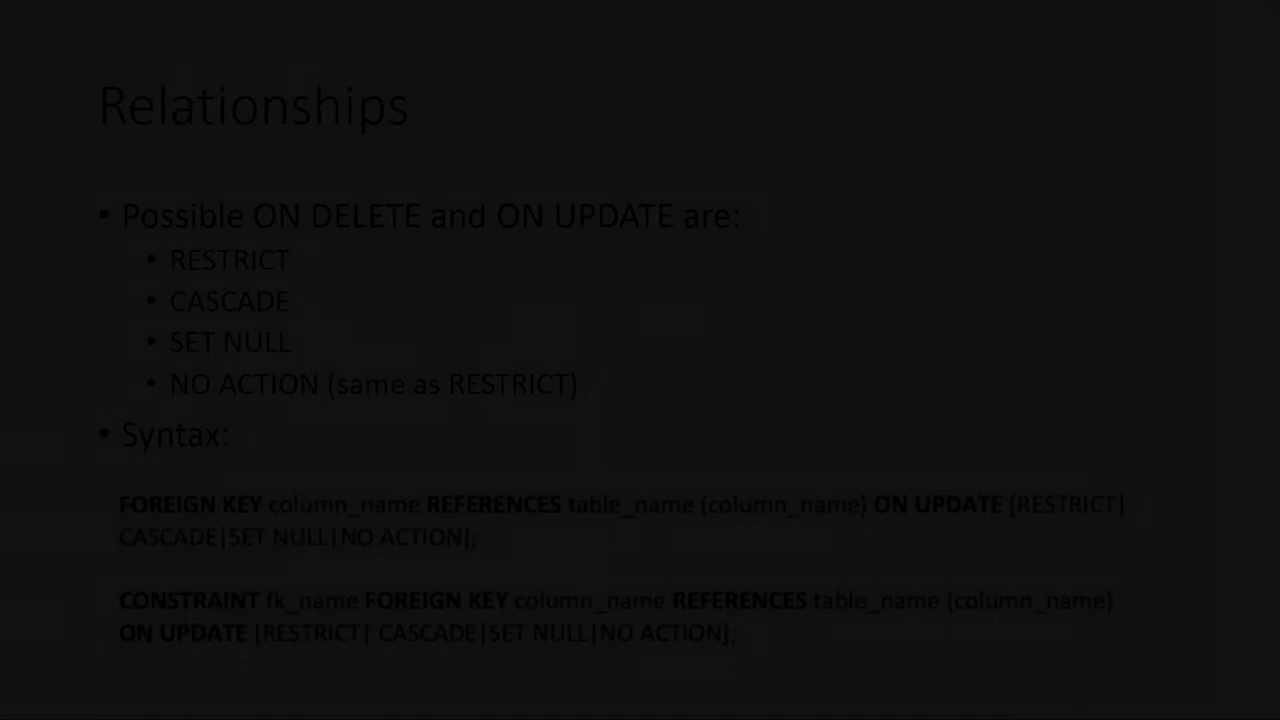 Relationships
• Possible ON DELETE and ON UPDATE are:
• RESTRICT
• CASCADE
• SET NULL
• NO ACTION (same as RESTRICT)
• Syntax:
FOREIGN KEY column_name REFERENCES table_name (column_name) ON UPDATE [RESTRICT|
CASCADE|SET NULL|NO ACTION];
CONSTRAINT fk_name FOREIGN KEY column_name REFERENCES table_name (column_name)
ON UPDATE [RESTRICT| CASCADE|SET NULL|NO ACTION];